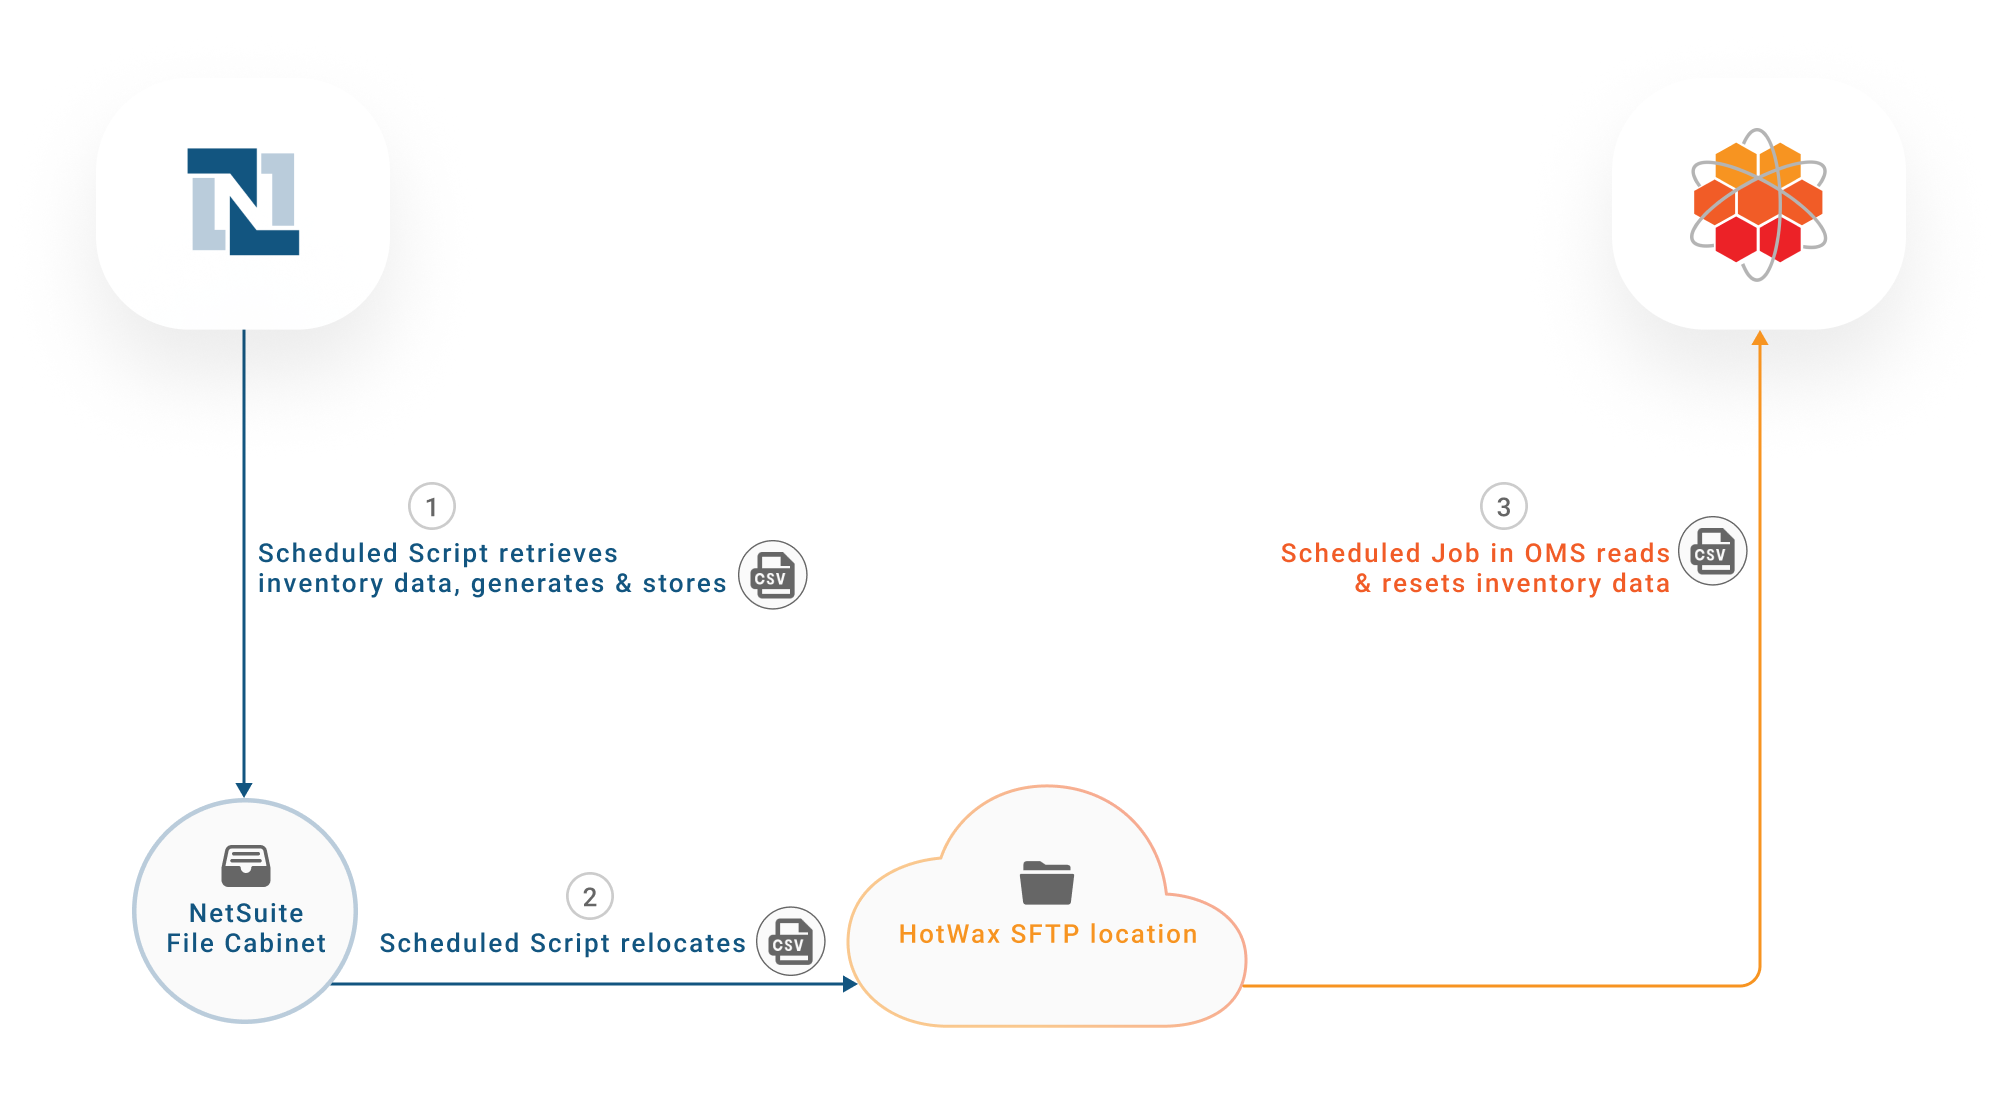 N
1
Scheduled Script retrieves
inventory data, generates & stores
CSV
3
Scheduled Job in OMS reads
& resets inventory data
CSV
NetSuite
File Cabinet
2
Scheduled Script relocates
CSV
HotWax SFTP location